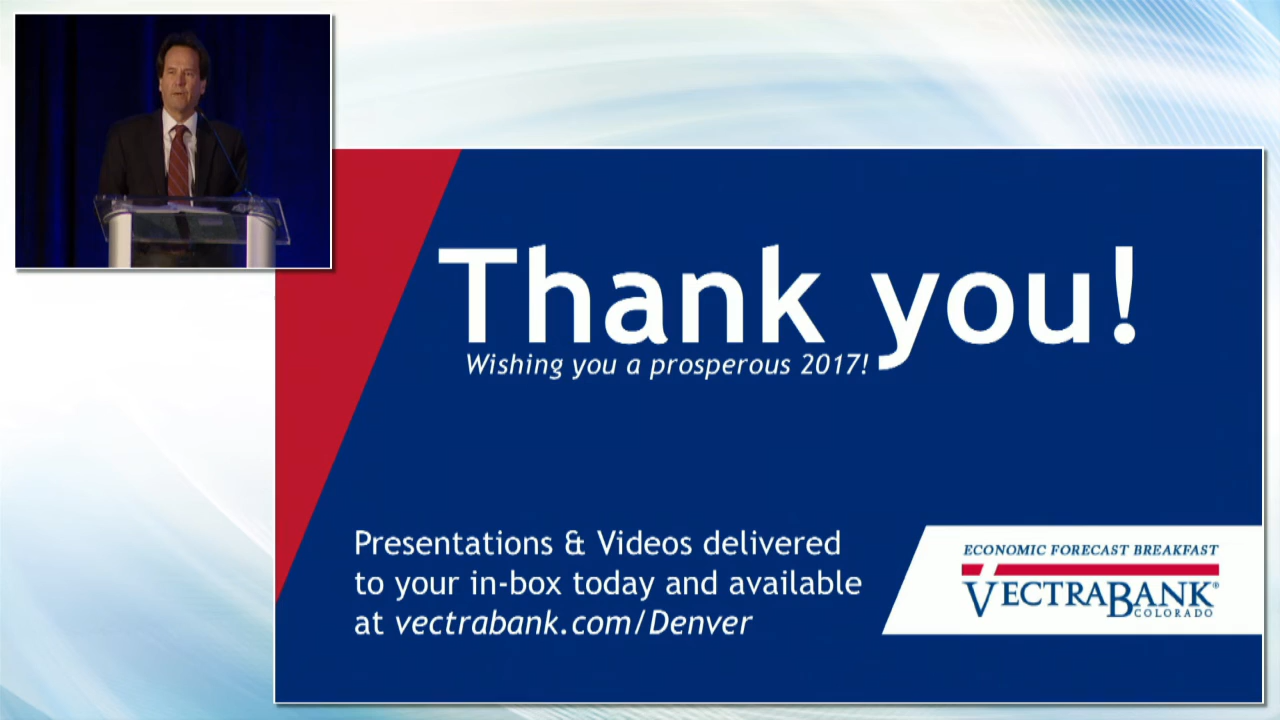 Thank you!
Wishing you a prosperous 2017!
Presentations & Videos delivered
to your in-box today and available
at vectrabank.com/Denver
ECONOMIC FORECAST BREAKFAST
VECTRABANK®
COLORADO